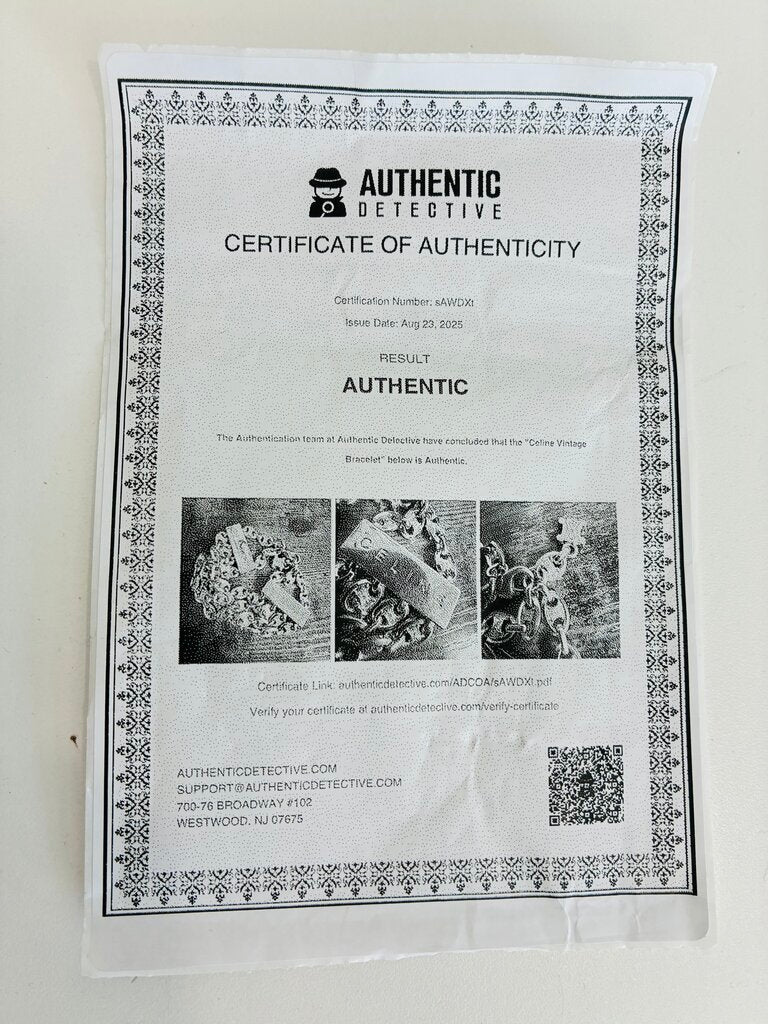 AUTHENTIC
DETECTIVE
CERTIFICATE OF AUTHENTICITY
Certification Number: sAWDXt
Issue Date: Aug 23, 2025
RESULT
AUTHENTIC
The Authentication team at Authentic Detective have concluded that the "Celine Vintage
Bracelet" below is Authentic.
Certificate Link: authenticdetective.com/ADCOA/sAWDXt.pdf
Verify your certificate at authenticdetective.com/verify-certificate
AUTHENTICDETECTIVE.COM
SUPPORT@AUTHENTICDETECTIVE.COM
700-76 BROADWAY #102
WESTWOOD, NJ 07675